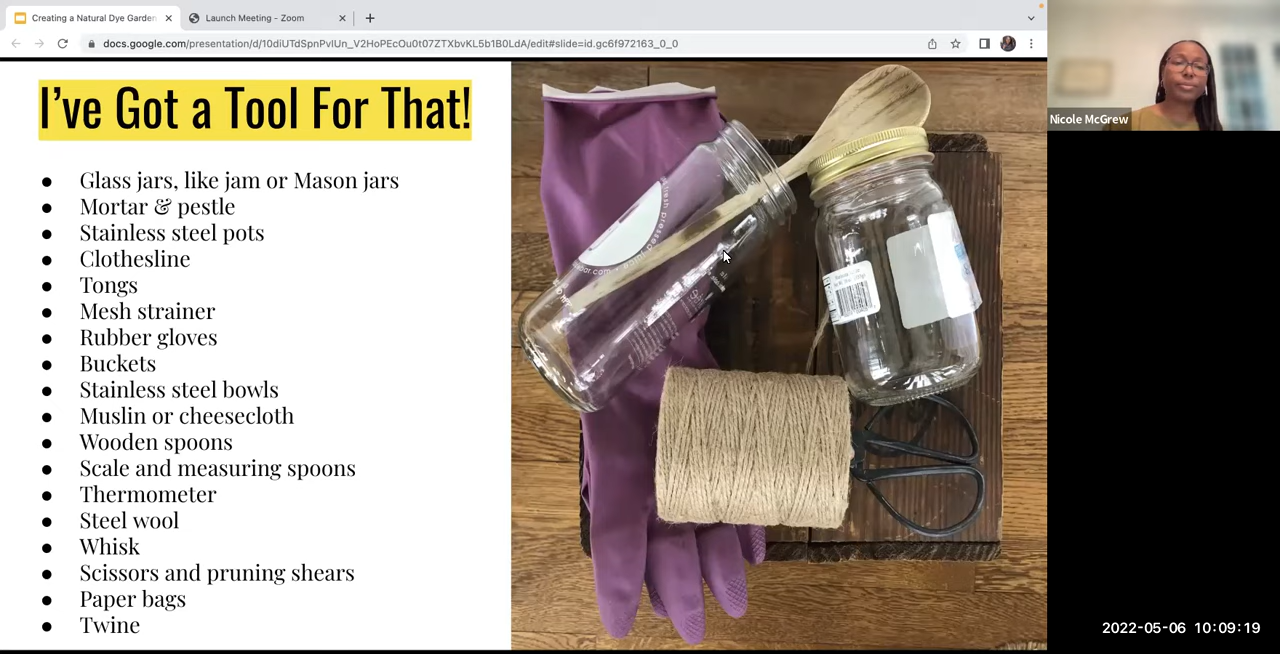 Creating a Natural Dye Garden
Launch Meeting - Zoom
docs.google.com/presentation/d/10diUTdSpnPvIUn_V2HoPEcOu0t07ZTXbvKL5b1B0LdA/edit#slide=id.gc6f972163_0_0
I've Got a Tool For That!
● Glass jars, like jam or Mason jars
● Mortar & pestle
● Stainless steel pots
● Clothesline
● Tongs
● Mesh strainer
● Rubber gloves
● Buckets
● Stainless steel bowls
● Muslin or cheesecloth
● Wooden spoons
● Scale and measuring spoons
● Thermometer
● Steel wool
● Whisk
● Scissors and pruning shears
● Paper bags
● Twine
Nicole McGrew
2022-05-06 10:09:19